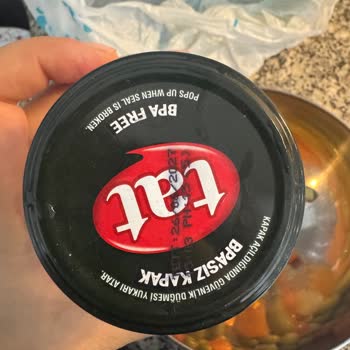 KAPAK AÇILDIĞINDA GÜVENLİK DÜĞMESİ YUKARI ATAR.
BPASIZ KAPAK
tat
BPA FREE
POPS UP WHEN SEAL IS BROKEN.